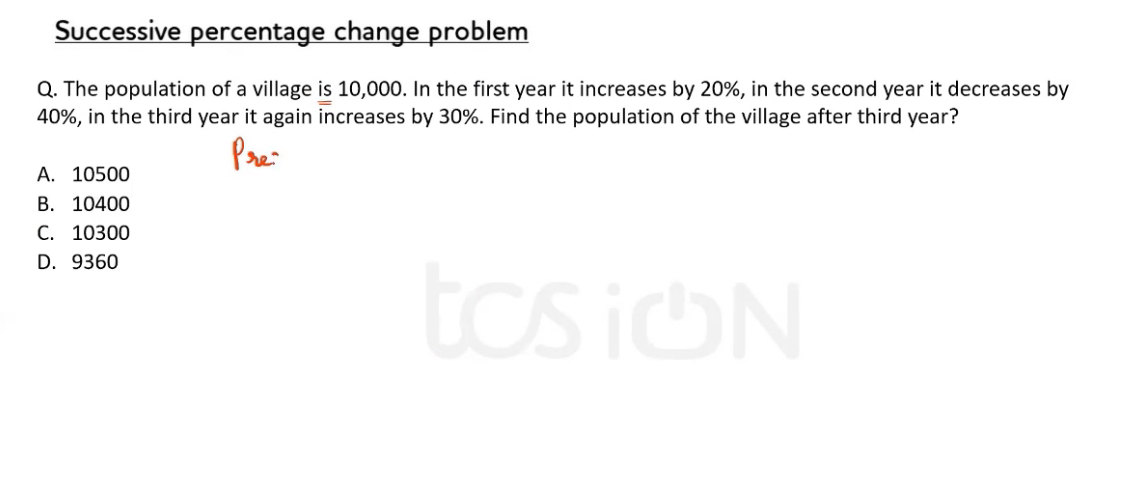 Successive percentage change problem
Q. The population of a village is 10,000. In the first year it increases by 20%, in the second year it decreases by
40%, in the third year it again increases by 30%. Find the population of the village after third year?
Pre:
A. 10500
B. 10400
C. 10300
D. 9360
tcs iON